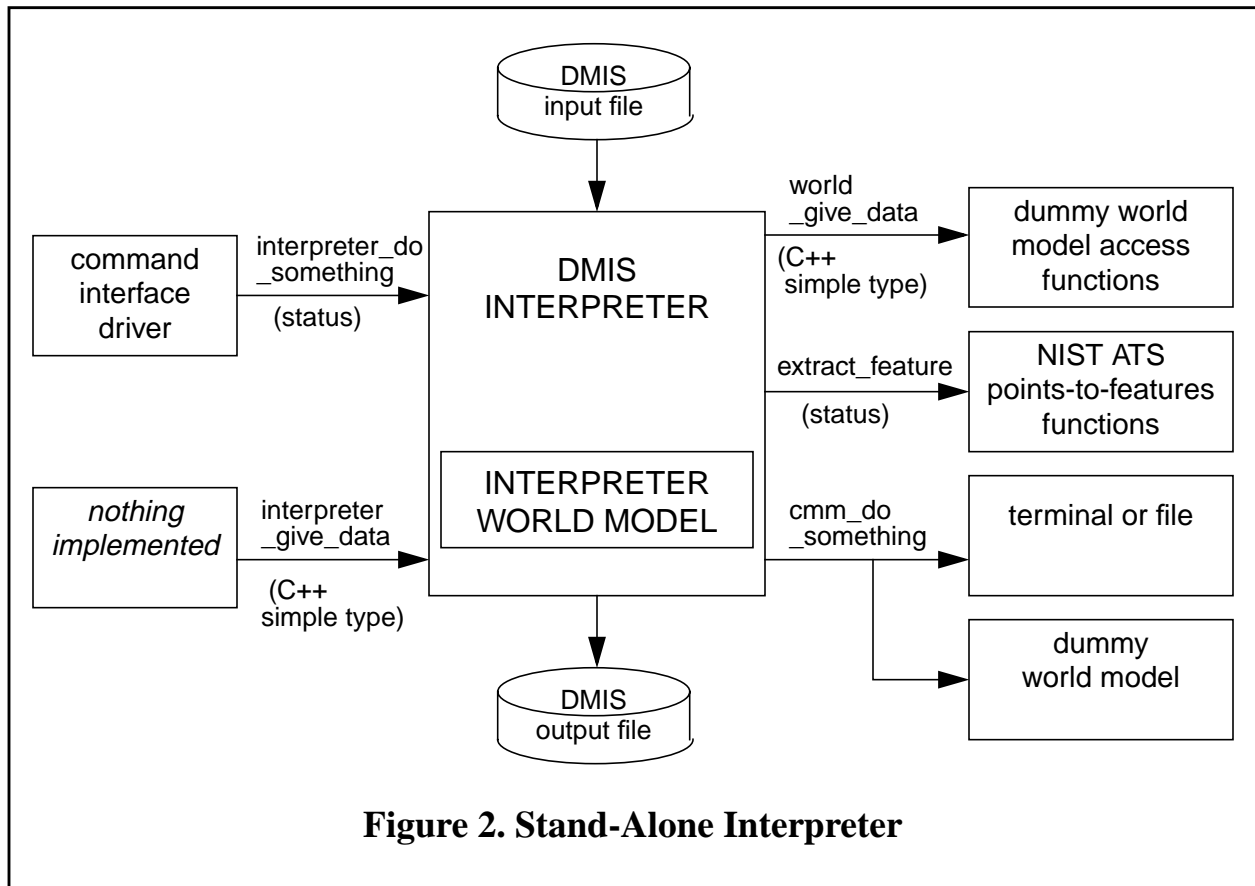 DMIS
input file
command
interface
driver
interpreter_do
_something
(status)
DMIS
INTERPRETER
world
_give_data
(C++
simple type)
dummy world
model access
functions
extract_feature
(status)
NIST ATS
points-to-features
functions
nothing
implemented
interpreter
_give_data
(C++
simple type)
INTERPRETER
WORLD MODEL
cmm_do
_something
terminal or file
dummy
world model
DMIS
output file
Figure 2. Stand-Alone Interpreter